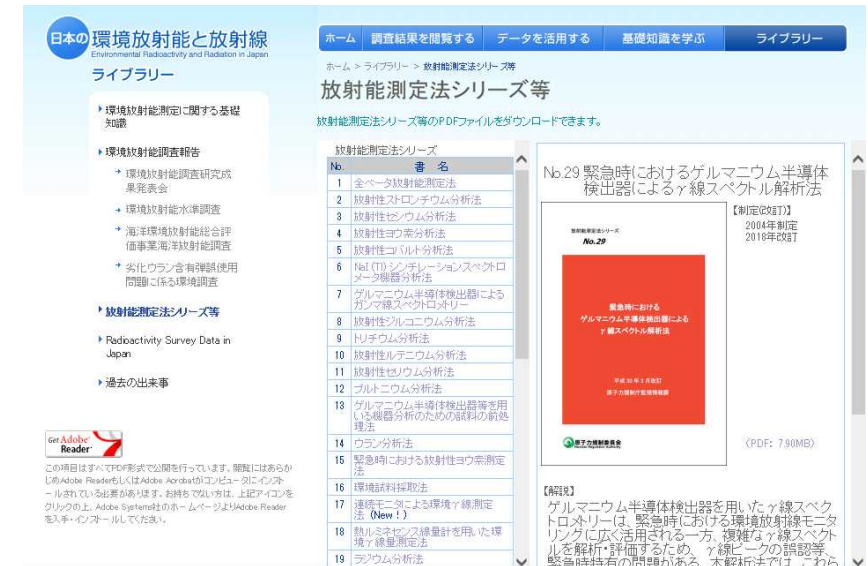 日本の環境放射能と放射線
Environmental Radioactivity and Radiation in Japan
ライブラリー
ホーム
調査結果を閲覧する
データを活用する
基礎知識を学ぶ
ライブラリー
ホーム > ライブラリー > 放射能測定法シリーズ等
放射能測定法シリーズ等
放射能測定法シリーズ等のPDFファイルをダウンロードできます。
環境放射能測定に関する基礎
知識
環境放射能調査報告
環境放射能調査研究成
果発表会
環境放射能水準調査
海洋環境放射能総合評
価事業海洋放射能調査
劣化ウラン含有弾誤使用
問題に係る環境調査
放射能測定法シリーズ等
Radioactivity Survey Data in
Japan
過去の出来事
Get Adobe
Reader
この項目はすべてPDF形式で公開を行っています。閲覧にはあらか
じめAdobe ReaderもしくはAdobe Acrobatがコンピュータにインスト
ールされている必要があります。お持ちでない方は、上記アイコンを
クリックの上、Adobe Systems社のホームページよりAdobe Reader
を入手・インストールしてください。
放射能測定法シリーズ
No. 書 名
1 全ベータ放射能測定法
2 放射性ストロンチウム分析法
3 放射性セシウム分析法
4 放射性ヨウ素分析法
5 放射性コバルト分析法
6 NaI (Tl) シンチレーションスペクトロ
メータ機器分析法
7 ゲルマニウム半導体検出器による
ガンマ線スペクトロメトリー
8 放射性ジルコニウム分析法
9 トリチウム分析法
10 放射性ルテニウム分析法
11 放射性セリウム分析法
12 プルトニウム分析法
13 ゲルマニウム半導体検出器等を用
いる機器分析のための試料の前処
理法
14 ウラン分析法
15 緊急時における放射性ヨウ素測定
法
16 環境試料採取法
17 連続モニタによる環境γ線測定
法 (New!)
18 熱ルミネセンス線量計を用いた環
境γ線量測定法
19 ラジウム分析法
No.29 緊急時におけるゲルマニウム半導体
検出器によるγ線スペクトル解析法
放射能測定法シリーズ
No.29
緊急時における
ゲルマニウム半導体検出器による
γ線スペクトル解析法
平成30年3月改訂
原子力規制庁監視情報課
原子力規制委員会
【制定(改訂)】
2004年制定
2018年改訂
(PDF: 7.90MB)
【解説】
ゲルマニウム半導体検出器を用いたγ線スペク
トロメトリーは、緊急時における環境放射線モニタ
リングに広く活用される一方、複雑なγ線スペクト
ルを解析・評価するため、γ線ピークの誤認等、
緊急時特有の問題がある。本解析法では、これら